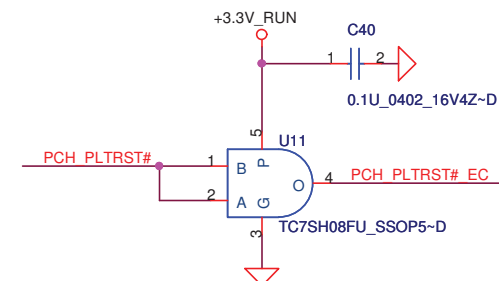 +3.3V_RUN
C40
1 2
0.1U_0402_16V4Z~D
5
U11
PCH_PLTRST#
1
B
P
O
4
PCH_PLTRST#_EC
2
A
G
3
TC7SH08FU_SSOP5~D